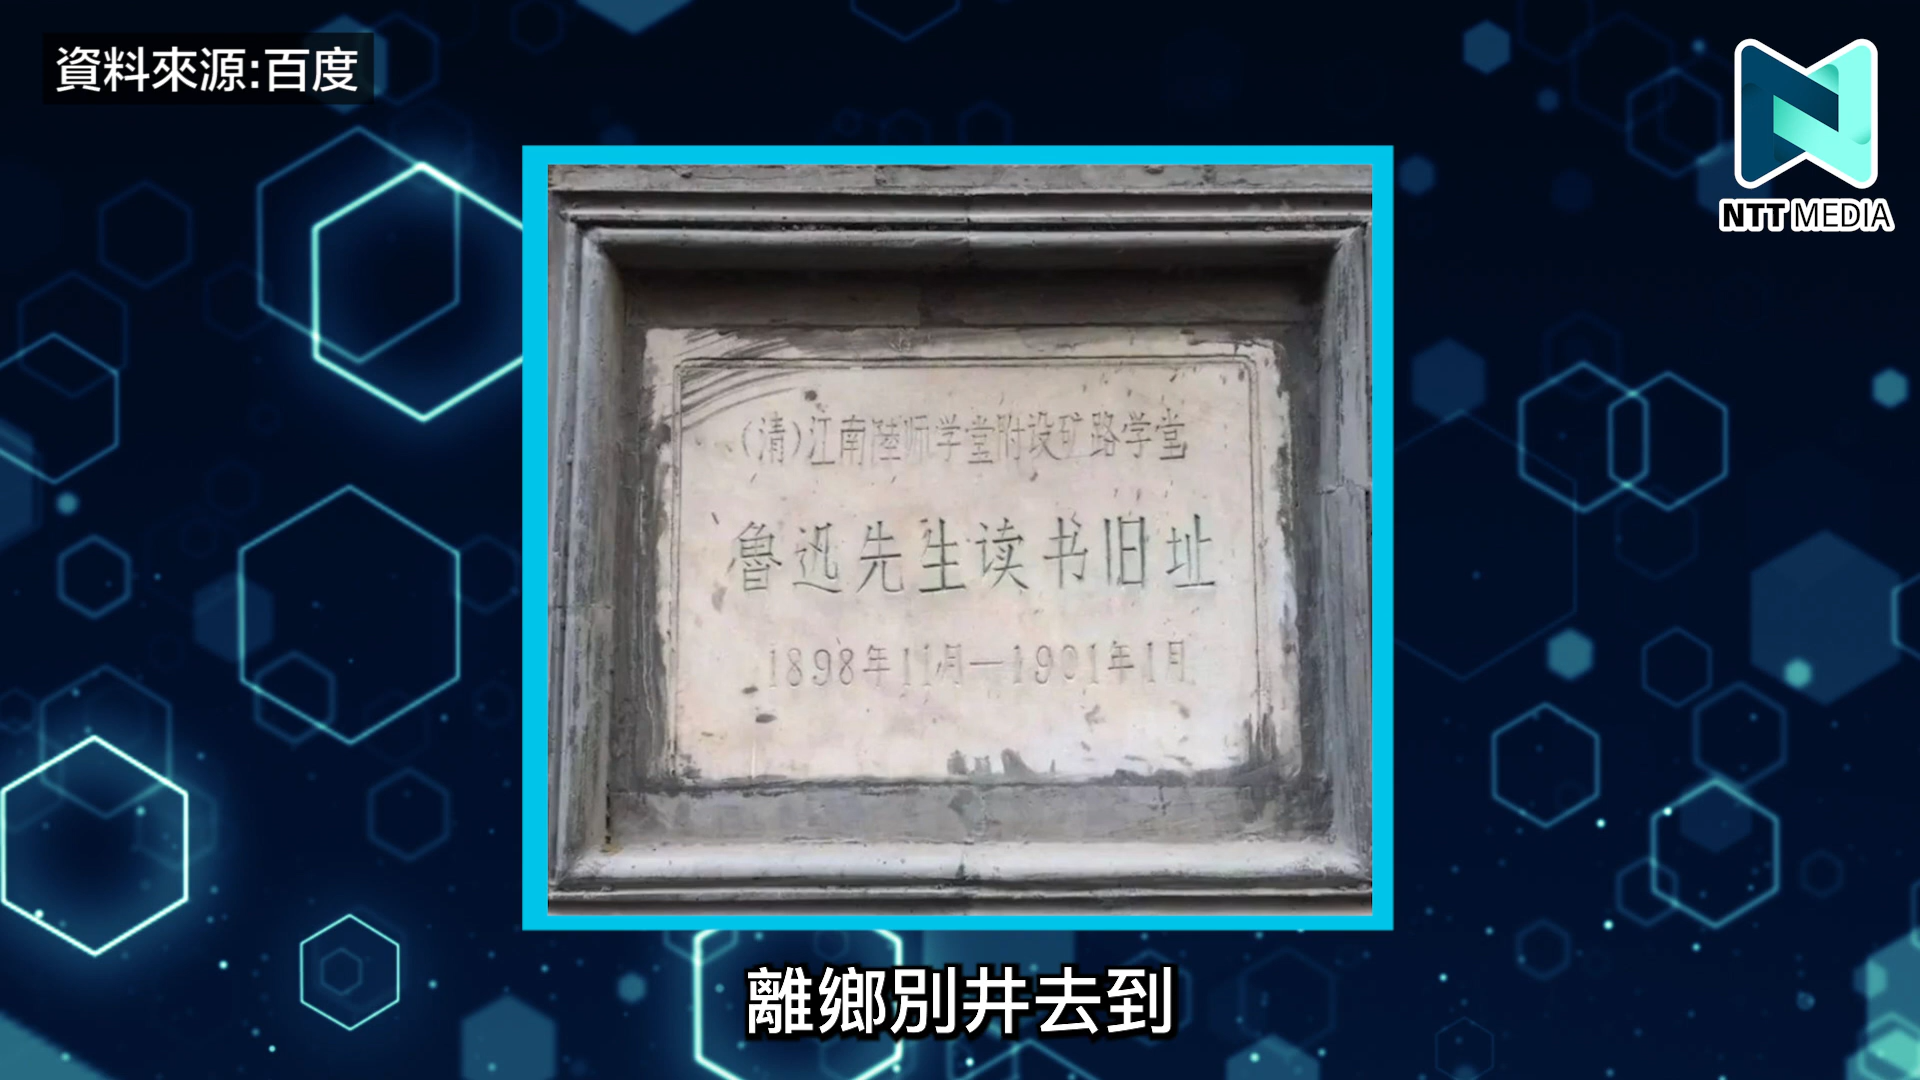 資料來源:百度
NTT MEDIA
(清)江南陸师学堂附设矿路学堂
魯迅先生读书旧址
1898年11月—1901年1月
離鄉別井去到